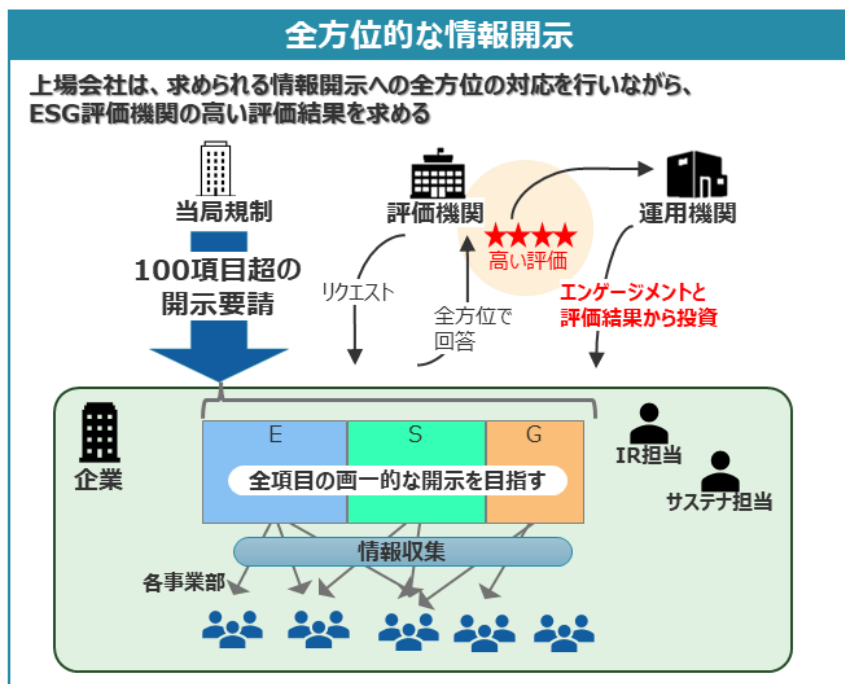 全方位的な情報開示
上場会社は、求められる情報開示への全方位の対応を行いながら、
ESG評価機関の高い評価結果を求める
当局規制
評価機関
運用機関
★★★★
高い評価
100項目超の
開示要請
リクエスト
全方位で
回答
エンゲージメントと
評価結果から投資
企業
E
S
G
全項目の画一的な開示を目指す
IR担当
サステナ担当
情報収集
各事業部